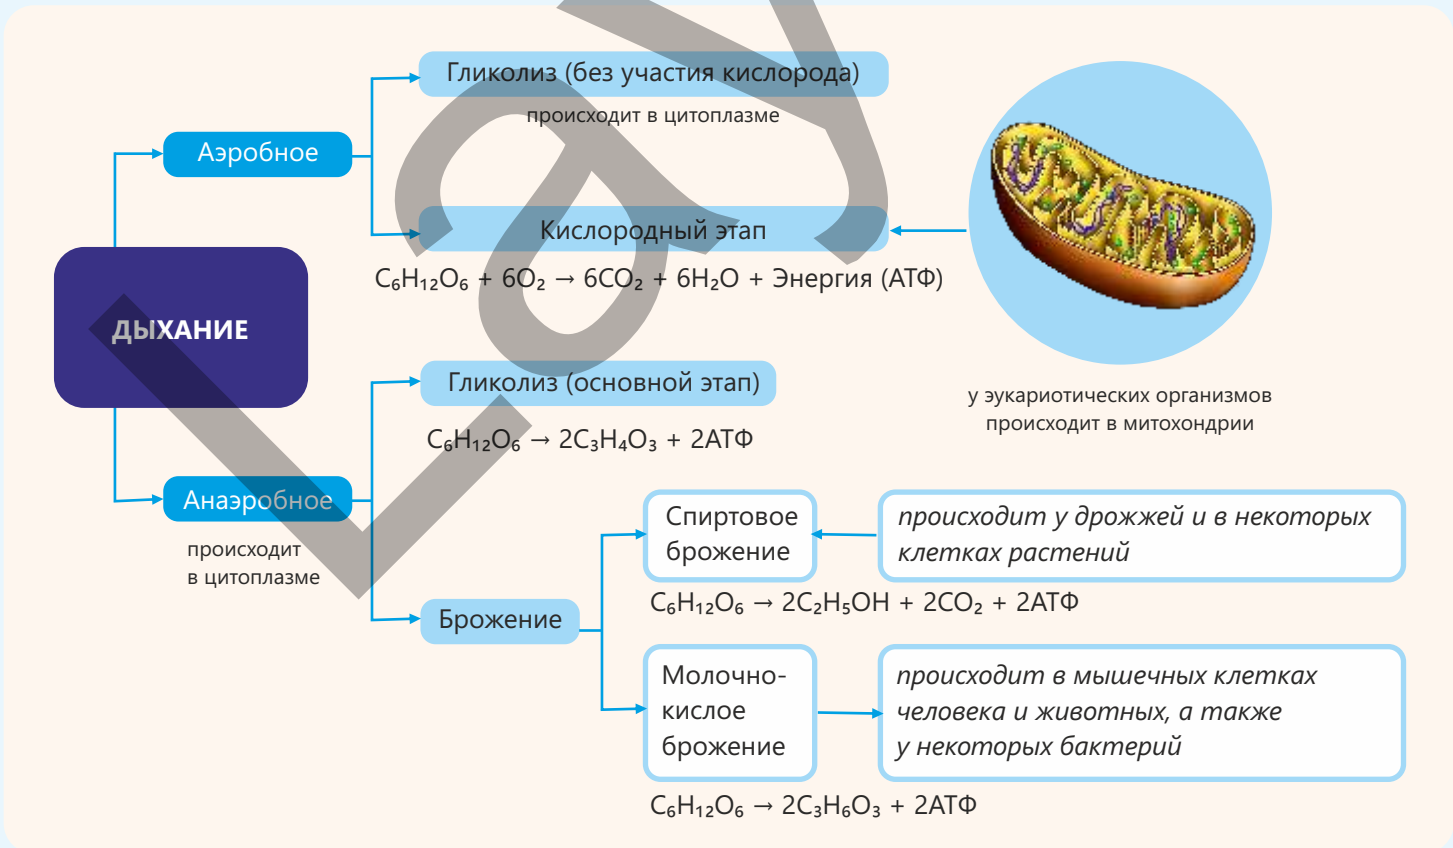 Гликолиз (без участия кислорода)
происходит в цитоплазме
Аэробное
Кислородный этап
C₆H₁₂O₆ + 6O₂ → 6CO₂ + 6H₂O + Энергия (АТФ)
у эукариотических организмов
происходит в митохондрии
ДЫХАНИЕ
Гликолиз (основной этап)
C₆H₁₂O₆ → 2C₃H₄O₃ + 2АТФ
Анаэробное
происходит
в цитоплазме
Брожение
Спиртовое
брожение
происходит у дрожжей и в некоторых
клетках растений
C₆H₁₂O₆ → 2C₂H₅OH + 2CO₂ + 2АТФ
Молочно-
кислое
брожение
происходит в мышечных клетках
человека и животных, а также
у некоторых бактерий
C₆H₁₂O₆ → 2C₃H₆O₃ + 2АТФ
Lay